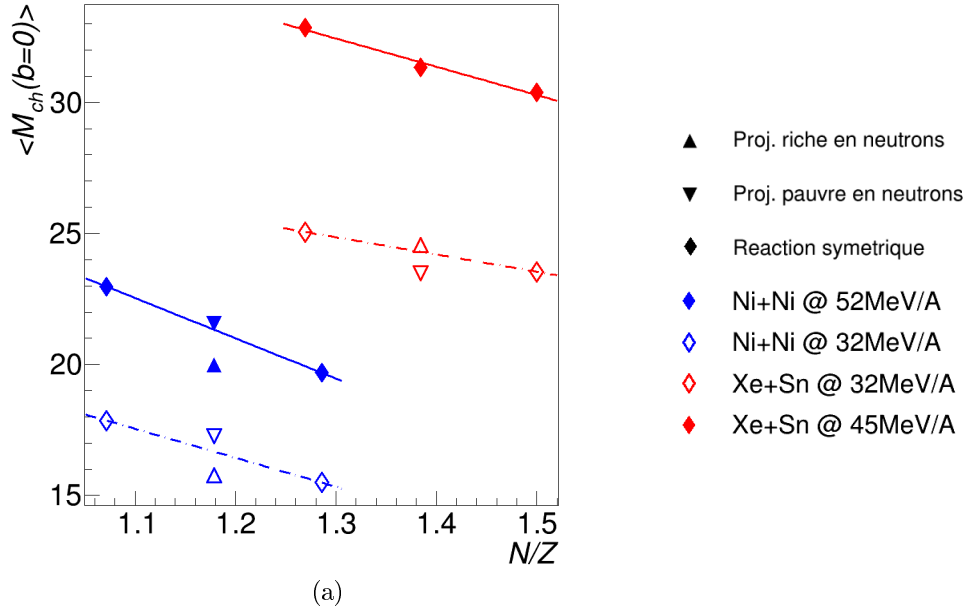 <M_ch(b=0)>
30
25
20
15
1.1 1.2 1.3 1.4 1.5
N/Z
Proj. riche en neutrons
Proj. pauvre en neutrons
Reaction symetrique
Ni+Ni @ 52MeV/A
Ni+Ni @ 32MeV/A
Xe+Sn @ 32MeV/A
Xe+Sn @ 45MeV/A
(a)